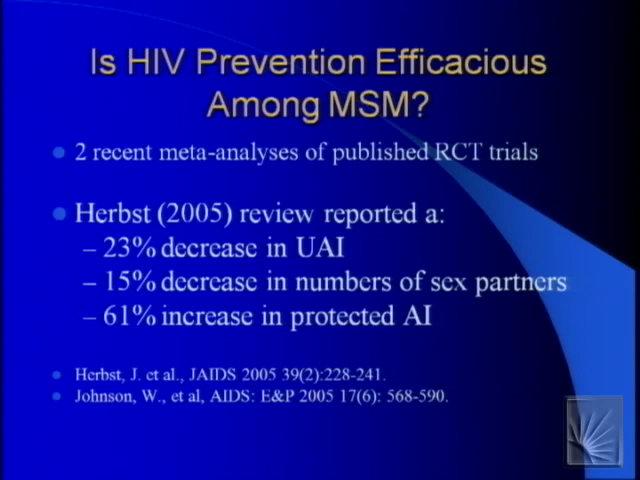 Is HIV Prevention Efficacious
Among MSM?
2 recent meta-analyses of published RCT trials
Herbst (2005) review reported a:
– 23% decrease in UAI
– 15% decrease in numbers of sex partners
– 61% increase in protected AI
Herbst, J. et al., JAIDS 2005 39(2):228-241.
Johnson, W., et al, AIDS: E&P 2005 17(6): 568-590.